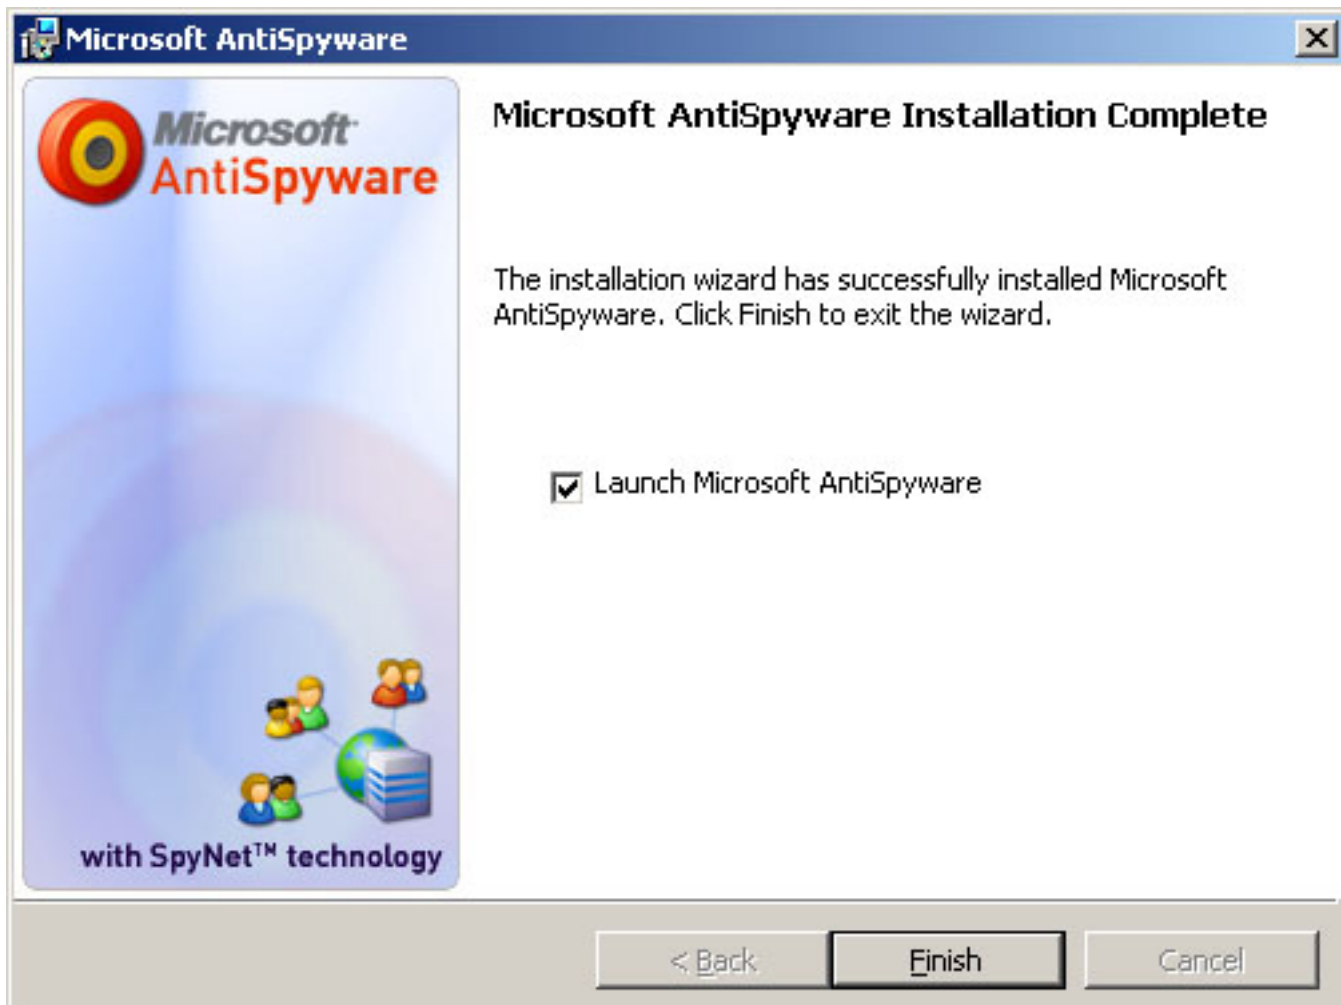 Microsoft AntiSpyware
Microsoft
AntiSpyware
Microsoft AntiSpyware Installation Complete
The installation wizard has successfully installed Microsoft
AntiSpyware. Click Finish to exit the wizard.
Launch Microsoft AntiSpyware
with SpyNet™ technology
< Back
Finish
Cancel